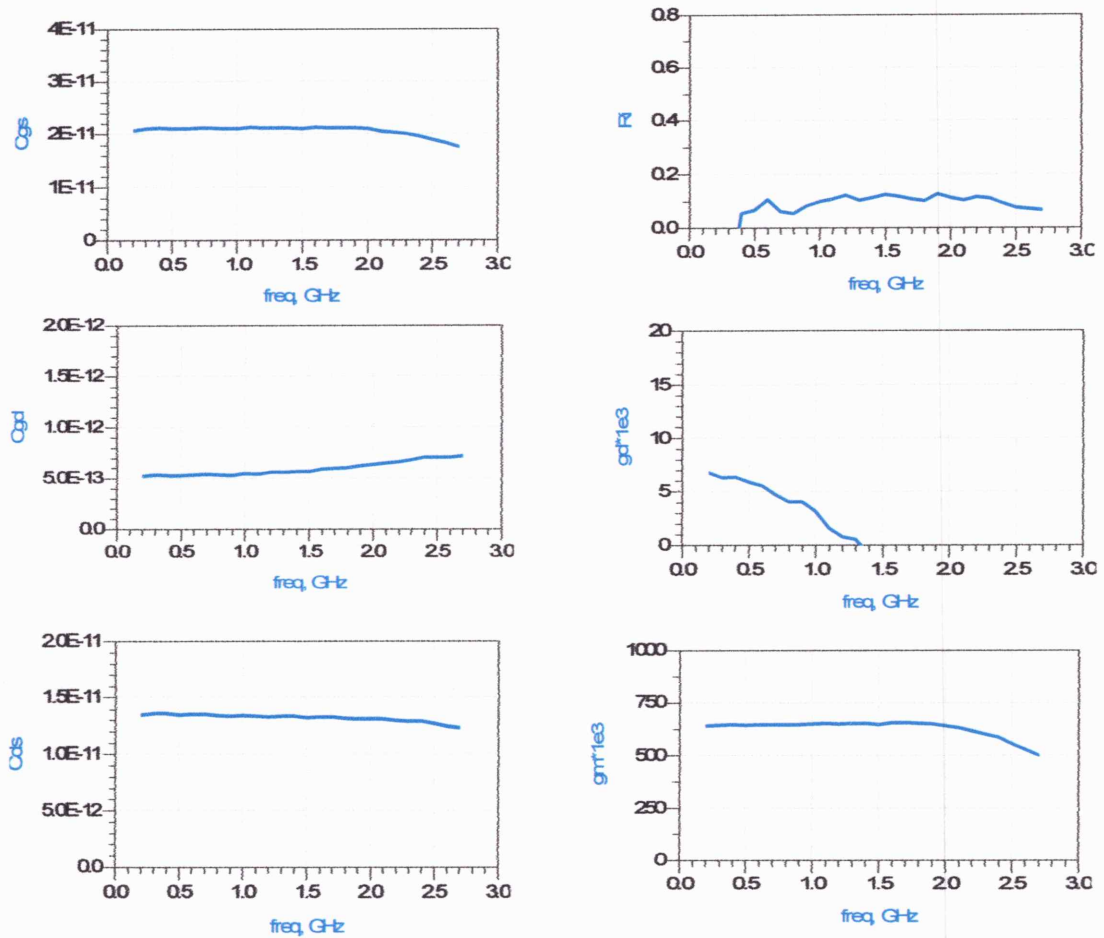 4E-11
3E-11
2E-11
1E-11
0
Cgs
0.0 0.5 1.0 1.5 2.0 2.5 3.0
freq, GHz
0.8
0.6
0.4
0.2
0.0
Ri
0.0 0.5 1.0 1.5 2.0 2.5 3.0
freq, GHz
2.0E-12
1.5E-12
1.0E-12
5.0E-13
0.0
Cgd
0.0 0.5 1.0 1.5 2.0 2.5 3.0
freq, GHz
20
15
10
5
0
gd*1e3
0.0 0.5 1.0 1.5 2.0 2.5 3.0
freq, GHz
2.0E-11
1.5E-11
1.0E-11
5.0E-12
0.0
Cds
0.0 0.5 1.0 1.5 2.0 2.5 3.0
freq, GHz
1000
750
500
250
0
gm*1e3
0.0 0.5 1.0 1.5 2.0 2.5 3.0
freq, GHz